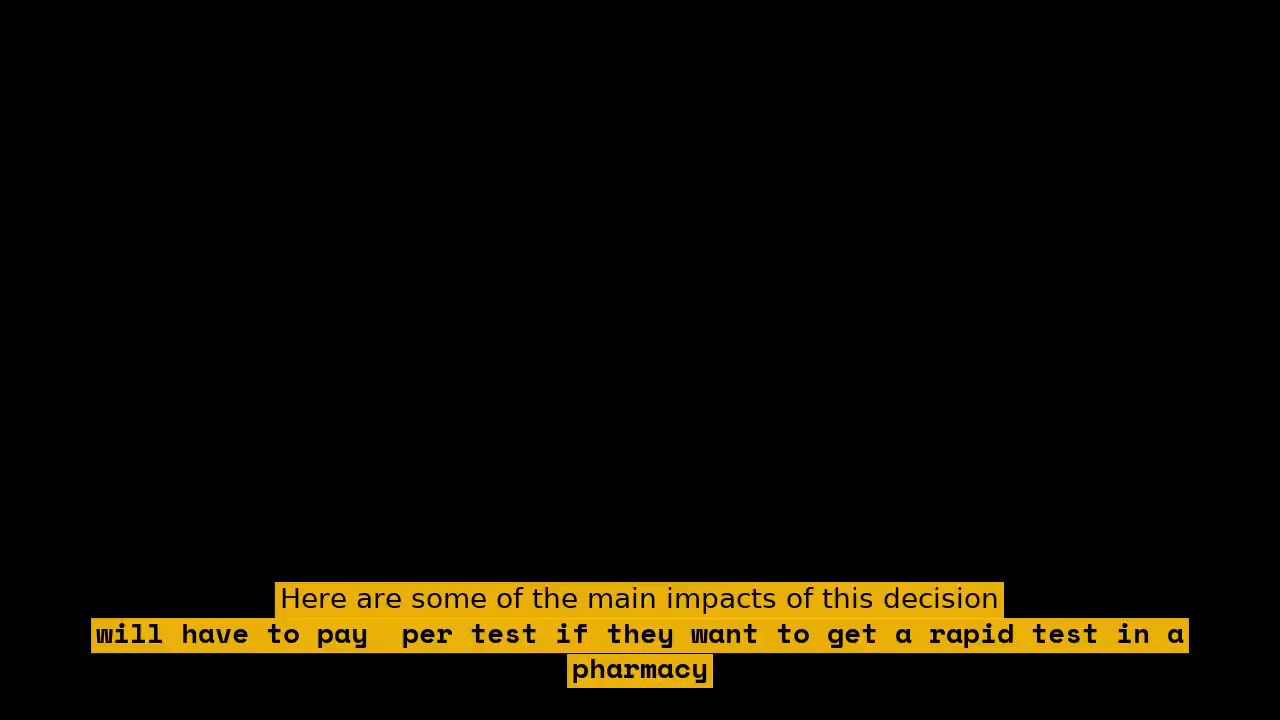 Here are some of the main impacts of this decision
will have to pay  per test if they want to get a rapid test in a
pharmacy